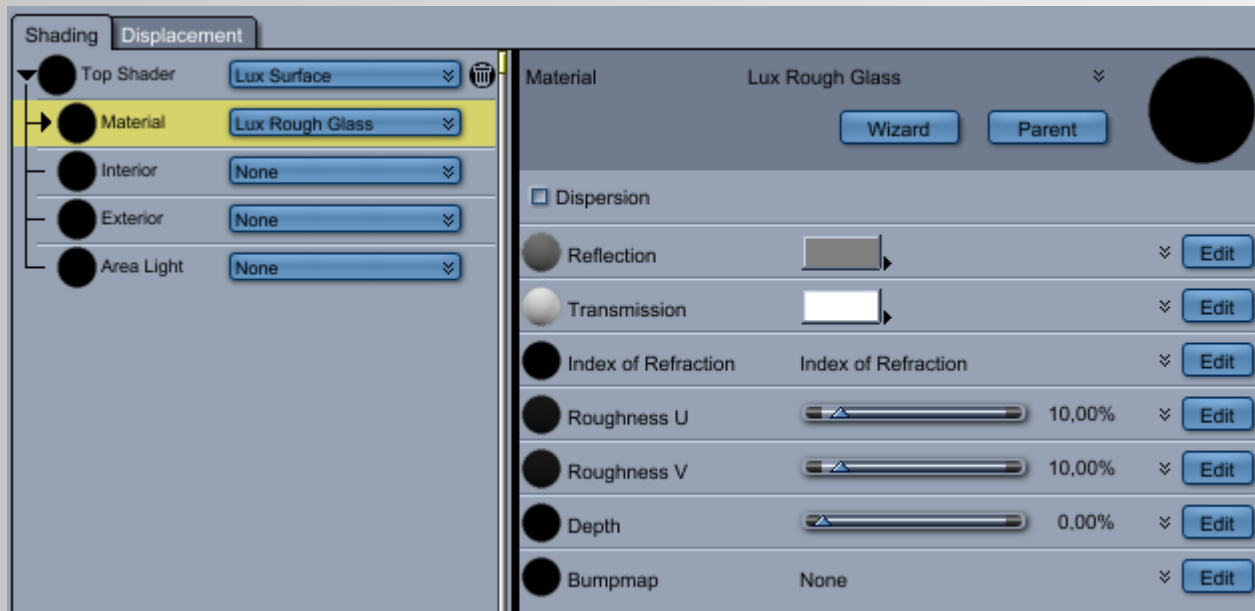 Shading Displacement
Top Shader Lux Surface
Material Lux Rough Glass
Interior None
Exterior None
Area Light None
Material Lux Rough Glass
Wizard Parent
Dispersion
Reflection Edit
Transmission Edit
Index of Refraction Index of Refraction Edit
Roughness U 10,00% Edit
Roughness V 10,00% Edit
Depth 0,00% Edit
Bumpmap None Edit